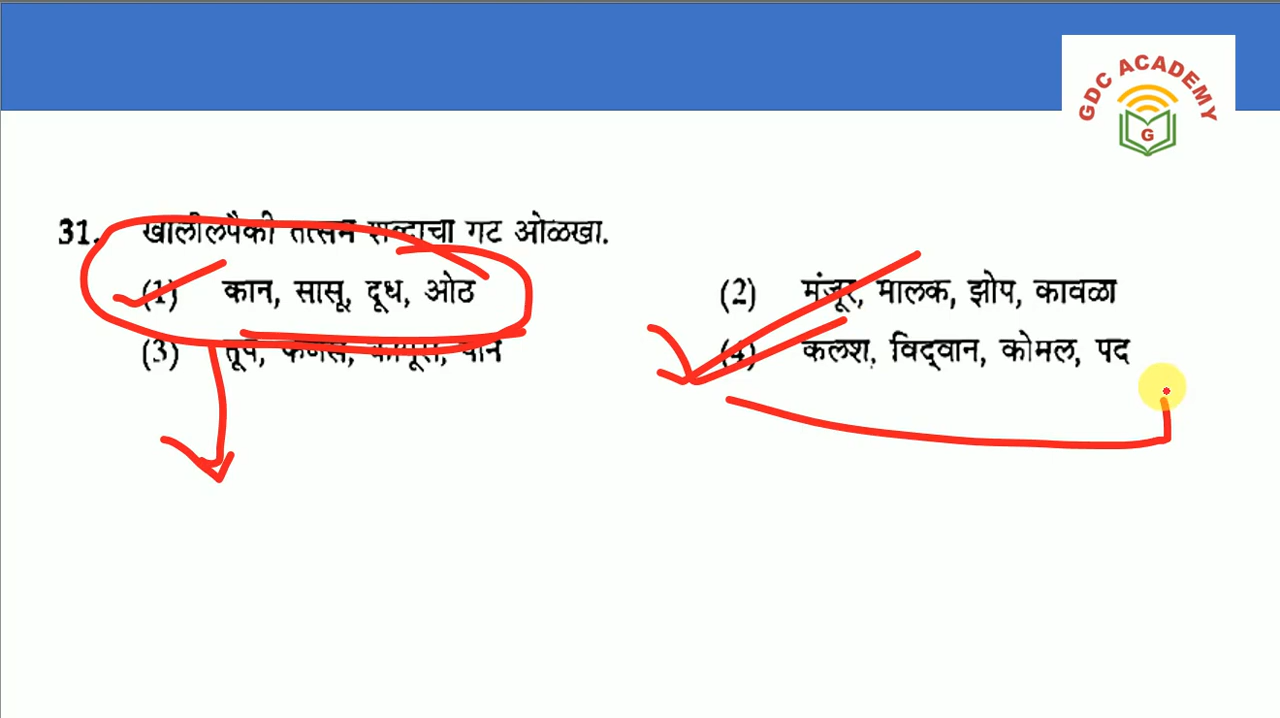 GDC ACADEMY
G
31. खालीलपैकी तत्सम शब्दाचा गट ओळखा.
(1) कान, सासू, दूध, ओठ (2) मंजूर, मालक, झोप, कावळा
(3) तूप, कणीस, कापूस, पान (4) कलश, विद्‌वान, कोमल, पद